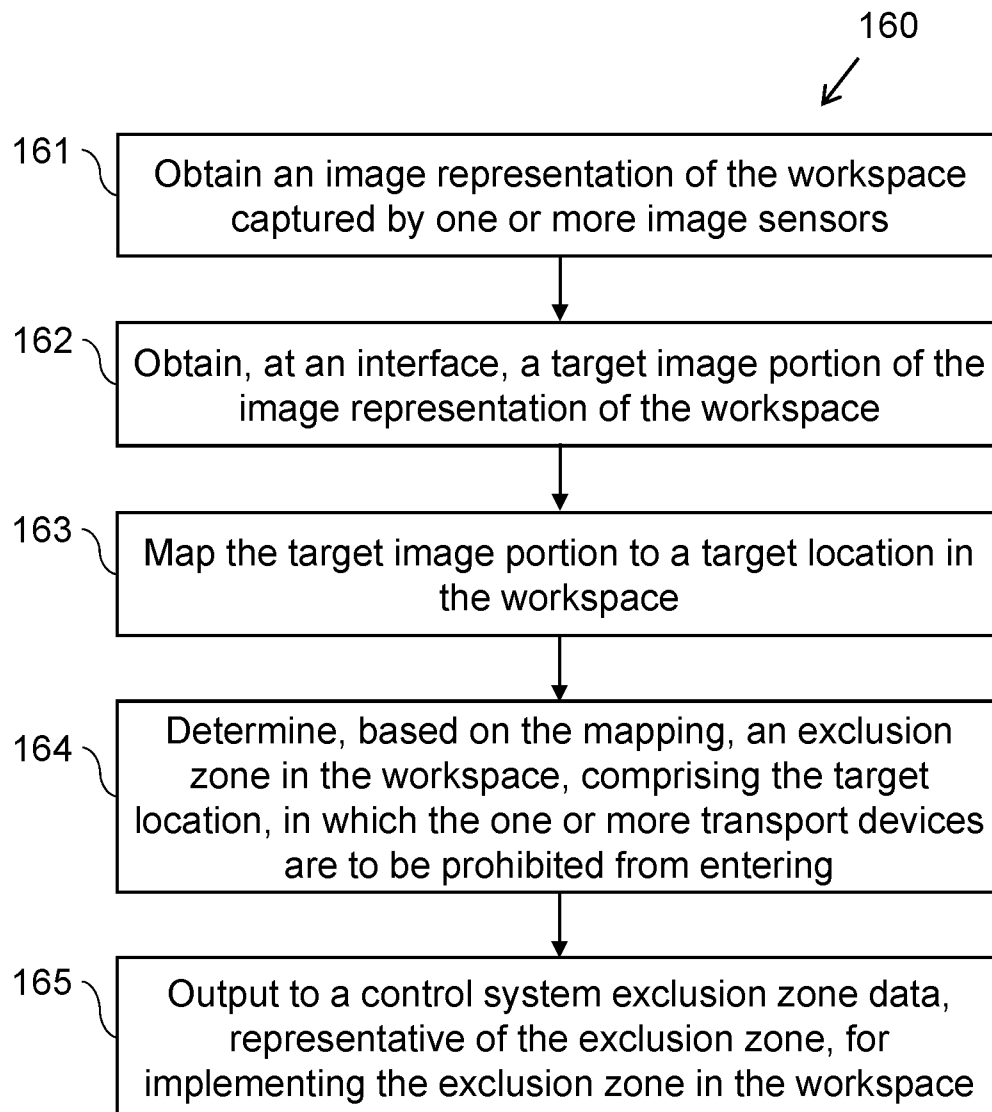 160
161
Obtain an image representation of the workspace
captured by one or more image sensors
162
Obtain, at an interface, a target image portion of the
image representation of the workspace
163
Map the target image portion to a target location in
the workspace
164
Determine, based on the mapping, an exclusion
zone in the workspace, comprising the target
location, in which the one or more transport devices
are to be prohibited from entering
165
Output to a control system exclusion zone data,
representative of the exclusion zone, for
implementing the exclusion zone in the workspace